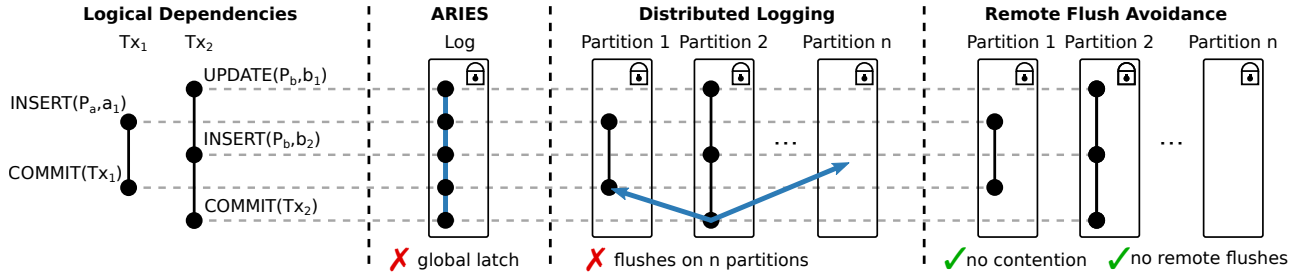 Logical Dependencies
ARIES
Distributed Logging
Remote Flush Avoidance
Tx₁
Tx₂
Log
Partition 1
Partition 2
Partition n
Partition 1
Partition 2
Partition n
UPDATE(P_b,b₁)
INSERT(Pₐ,a₁)
INSERT(P_b,b₂)
...
...
COMMIT(Tx₁)
COMMIT(Tx₂)
✗ global latch
✗ flushes on n partitions
✓ no contention
✓ no remote flushes